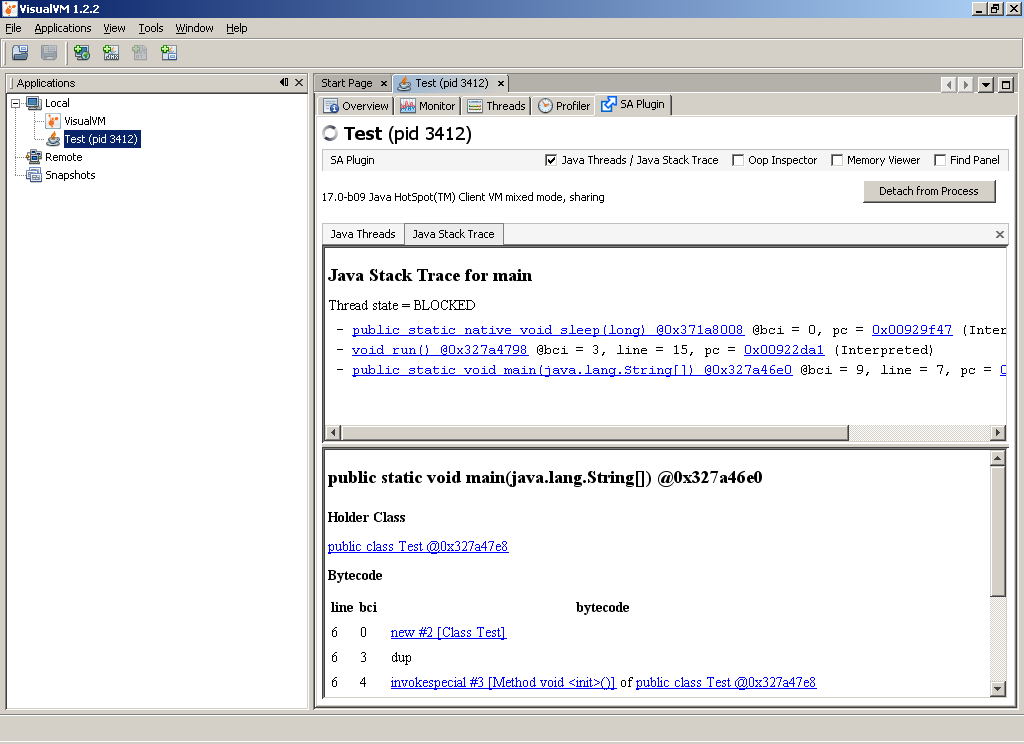 VisualVM 1.2.2
File Applications View Tools Window Help
Applications
Local
VisualVM
Test (pid 3412)
Remote
Snapshots
Start Page Test (pid 3412)
Overview Monitor Threads Profiler SA Plugin
Test (pid 3412)
SA Plugin Java Threads / Java Stack Trace Oop Inspector Memory Viewer Find Panel
17.0-b09 Java HotSpot(TM) Client VM mixed mode, sharing
Detach from Process
Java Threads Java Stack Trace
Java Stack Trace for main
Thread state = BLOCKED
- public static native void sleep(long) @0x371a8008 @bci = 0, pc = 0x00929f47 (Inter
- void run() @0x327a4798 @bci = 3, line = 15, pc = 0x00922da1 (Interpreted)
- public static void main(java.lang.String[]) @0x327a46e0 @bci = 9, line = 7, pc = 0
public static void main(java.lang.String[]) @0x327a46e0
Holder Class
public class Test @0x327a47e8
Bytecode
line bci bytecode
6 0 new #2 [Class Test]
6 3 dup
6 4 invokespecial #3 [Method void <init>()] of public class Test @0x327a47e8